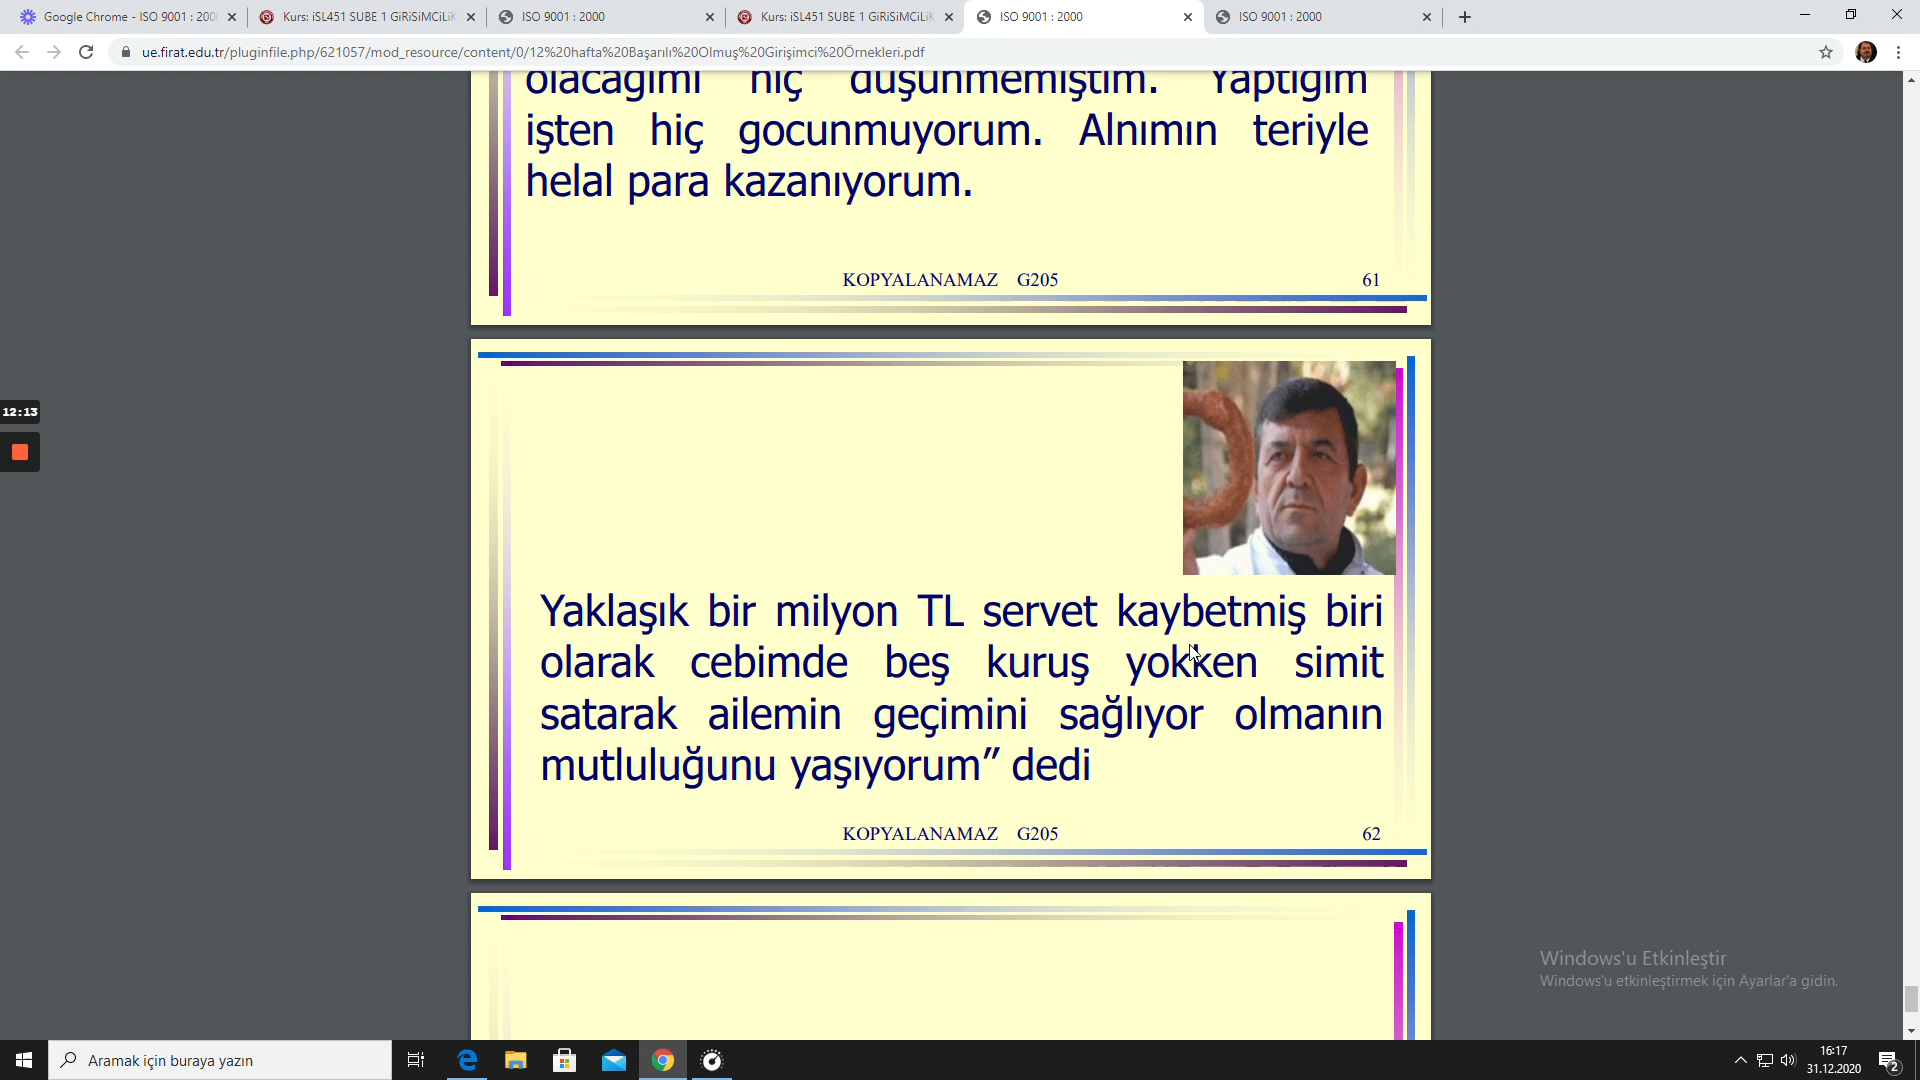 Google Chrome - ISO 9001 : 200
Kurs: iSL451 SUBE 1 GiRiSiMCiLiK
ISO 9001 : 2000
Kurs: iSL451 SUBE 1 GiRiSiMCiLiK
ISO 9001 : 2000
ISO 9001 : 2000
ue.firat.edu.tr/pluginfile.php/621057/mod_resource/content/0/12%20hafta%20Başarılı%20Olmuş%20Girişimci%20Örnekleri.pdf
olacağımı hiç düşünmemiştim. Yaptığım
işten hiç gocunmuyorum. Alnımın teriyle
helal para kazanıyorum.
KOPYALANAMAZ G205 61
12:13
Yaklaşık bir milyon TL servet kaybetmiş biri
olarak cebimde beş kuruş yokken simit
satarak ailemin geçimini sağlıyor olmanın
mutluluğunu yaşıyorum” dedi
KOPYALANAMAZ G205 62
Windows'u Etkinleştir
Windows'u etkinleştirmek için Ayarlar'a gidin.
Aramak için buraya yazın
16:17
31.12.2020
2